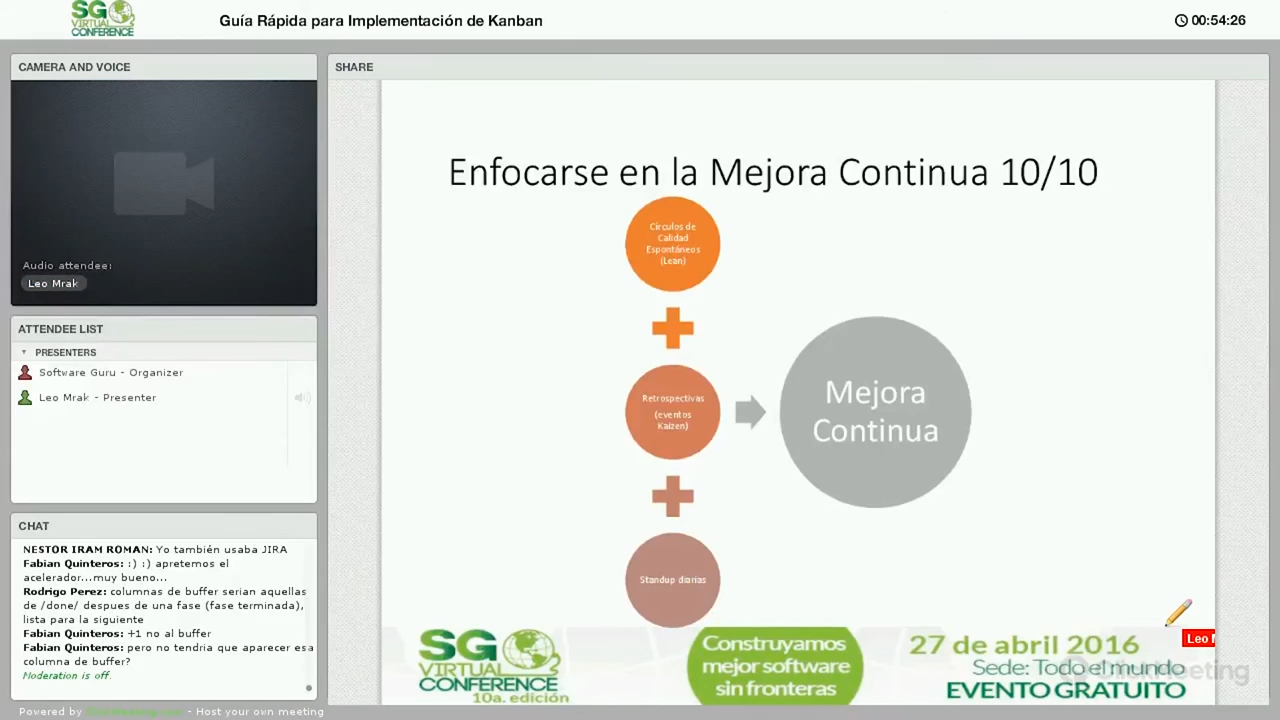 SG
VIRTUAL
CONFERENCE
Guía Rápida para Implementación de Kanban
00:54:26
CAMERA AND VOICE
Audio attendee:
Leo Mrak
ATTENDEE LIST
PRESENTERS
Software Guru - Organizer
Leo Mrak - Presenter
CHAT
NESTOR IRAM ROMAN: Yo también usaba JIRA
Fabian Quinteros: :) :) apretemos el
acelerador...muy bueno...
Rodrigo Perez: columnas de buffer serian aquellas
de /done/ despues de una fase (fase terminada),
lista para la siguiente
Fabian Quinteros: +1 no al buffer
Fabian Quinteros: pero no tendria que aparecer esa
columna de buffer?
Moderation is off.
Powered by ClickMeeting.com - Host your own meeting
SHARE
Enfocarse en la Mejora Continua 10/10
Círculos de
Calidad
Espontáneos
(Lean)
Retrospectivas
(eventos
Kaizen)
Standup diarias
Mejora
Continua
Leo
SG
VIRTUAL
CONFERENCE
10a. edición
Construyamos
mejor software
sin fronteras
27 de abril 2016
Sede: Todo el mundo
EVENTO GRATUITO
ClickMeeting